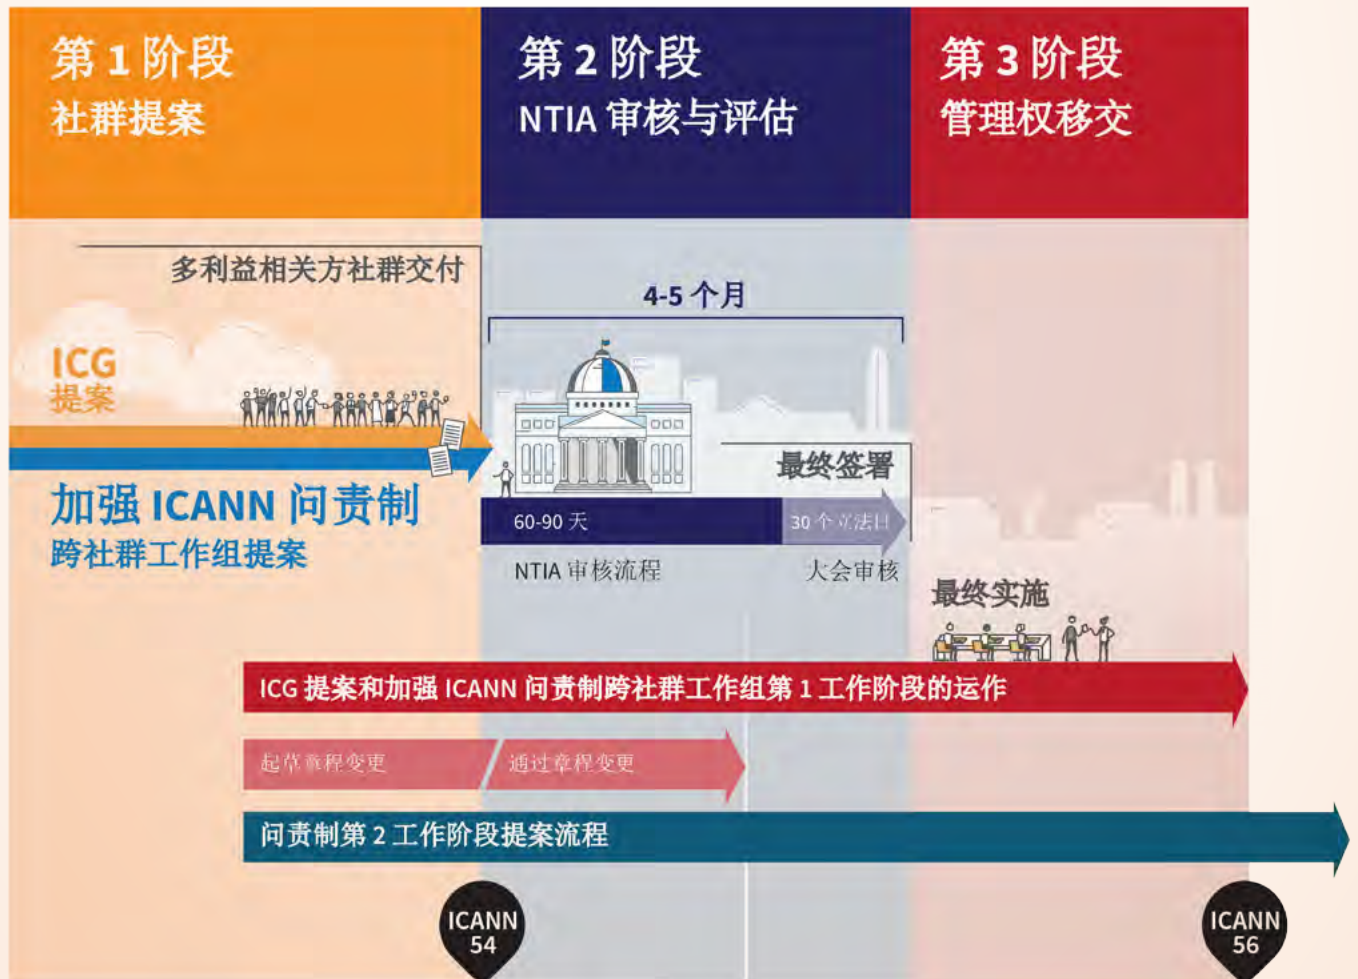 第 1 阶段
社群提案
第 2 阶段
NTIA 审核与评估
第 3 阶段
管理权移交
多利益相关方社群交付
4-5 个月
ICG
提案
最终签署
加强 ICANN 问责制
跨社群工作组提案
60-90 天
30 个立法日
NTIA 审核流程
大会审核
最终实施
ICG 提案和加强 ICANN 问责制跨社群工作组第 1 工作阶段的运作
起草章程变更
通过章程变更
问责制第 2 工作阶段提案流程
ICANN
54
ICANN
56